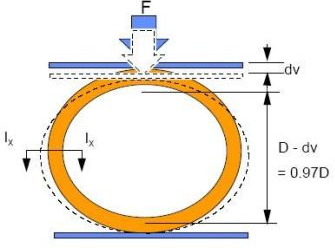 F
dv
Ix
Ix
D - dv
= 0.97D